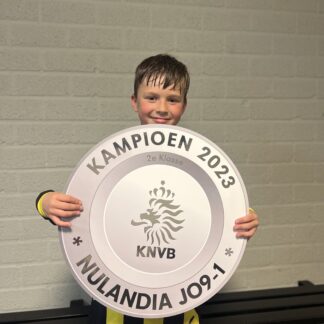 KAMPIOEN 2023
2e Klasse
KNVB
* NULANDIA JO9-1 *